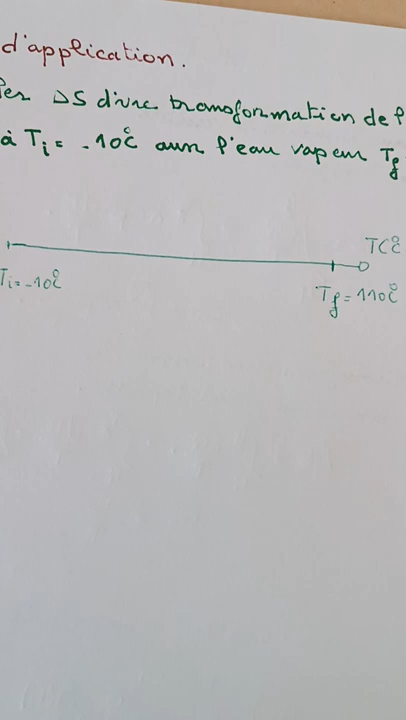 d'application.
ΔS d'une transformation de l
à Ti = -10°C aux l'eau vapeur Tf
T C°
Ti = -10°C
Tf = 110°C